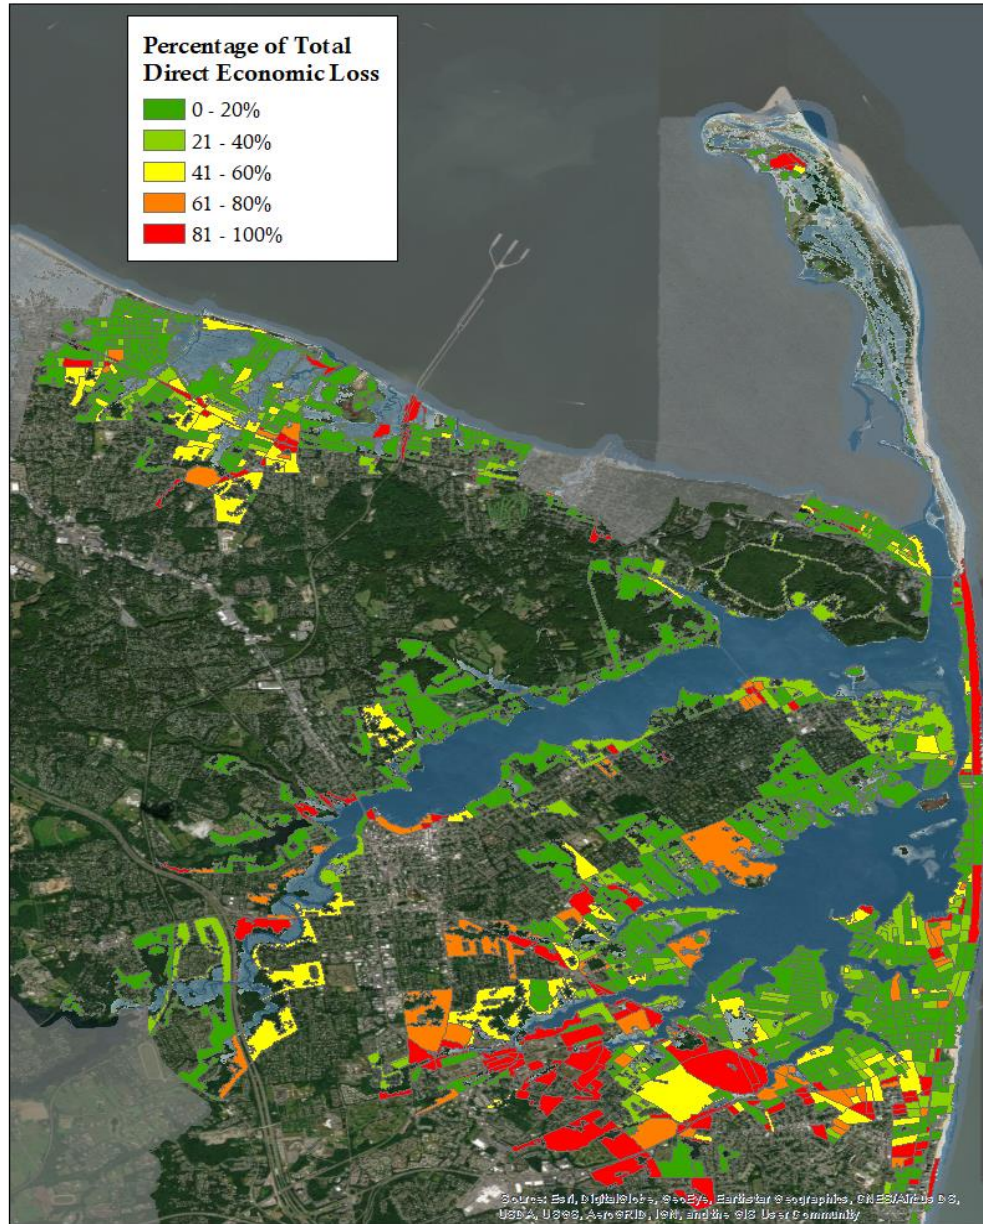 Percentage of Total
Direct Economic Loss
0 - 20%
21 - 40%
41 - 60%
61 - 80%
81 - 100%
Source: Esri, DigitalGlobe, GeoEye, Earthstar Geographics, CNES/Airbus DS,
USDA, USGS, AeroGRID, IGN, and the GIS User Community